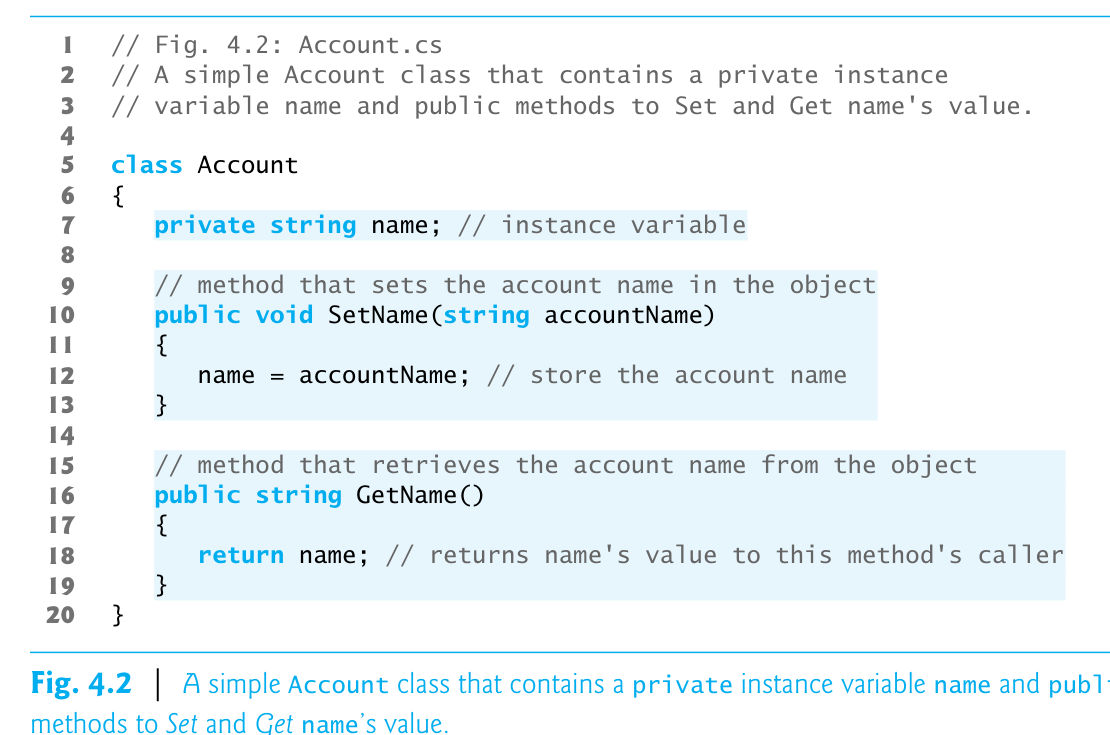 1 // Fig. 4.2: Account.cs
2 // A simple Account class that contains a private instance
3 // variable name and public methods to Set and Get name's value.
4
5 class Account
6 {
7    private string name; // instance variable
8
9    // method that sets the account name in the object
10    public void SetName(string accountName)
11    {
12       name = accountName; // store the account name
13    }
14
15    // method that retrieves the account name from the object
16    public string GetName()
17    {
18       return name; // returns name's value to this method's caller
19    }
20 }
Fig. 4.2 | A simple Account class that contains a private instance variable name and
methods to Set and Get name’s value.